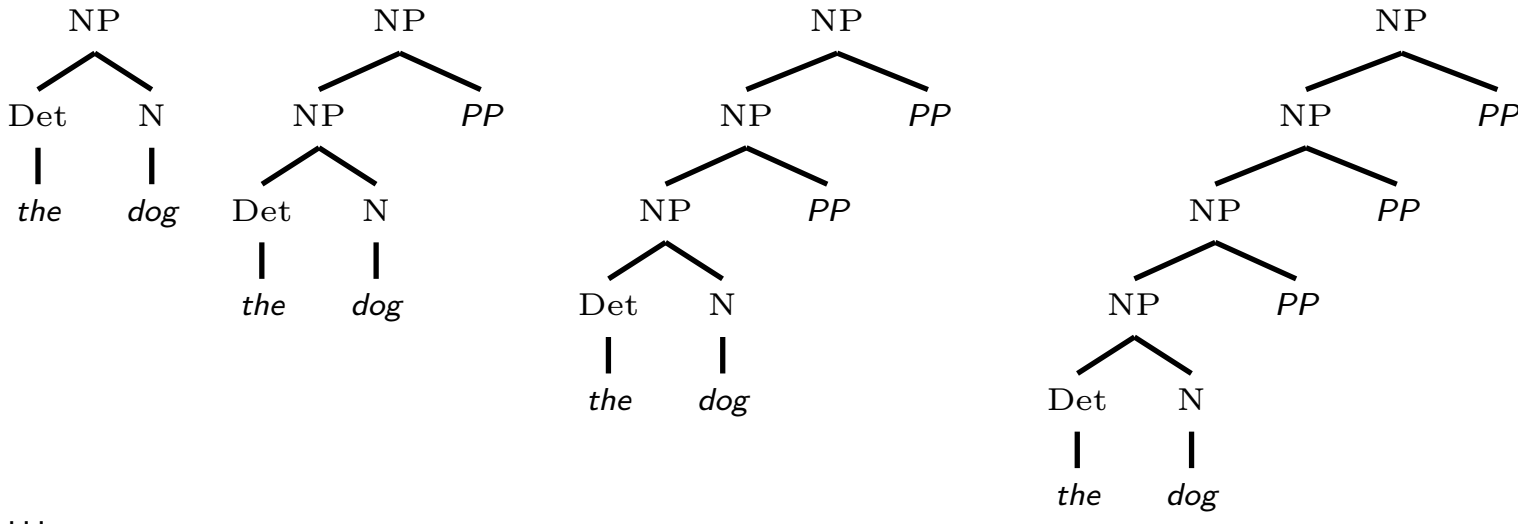 NP NP NP NP
Det N NP PP NP PP NP PP
the dog Det N NP PP NP PP
the dog Det N NP PP
the dog Det N
the dog
...